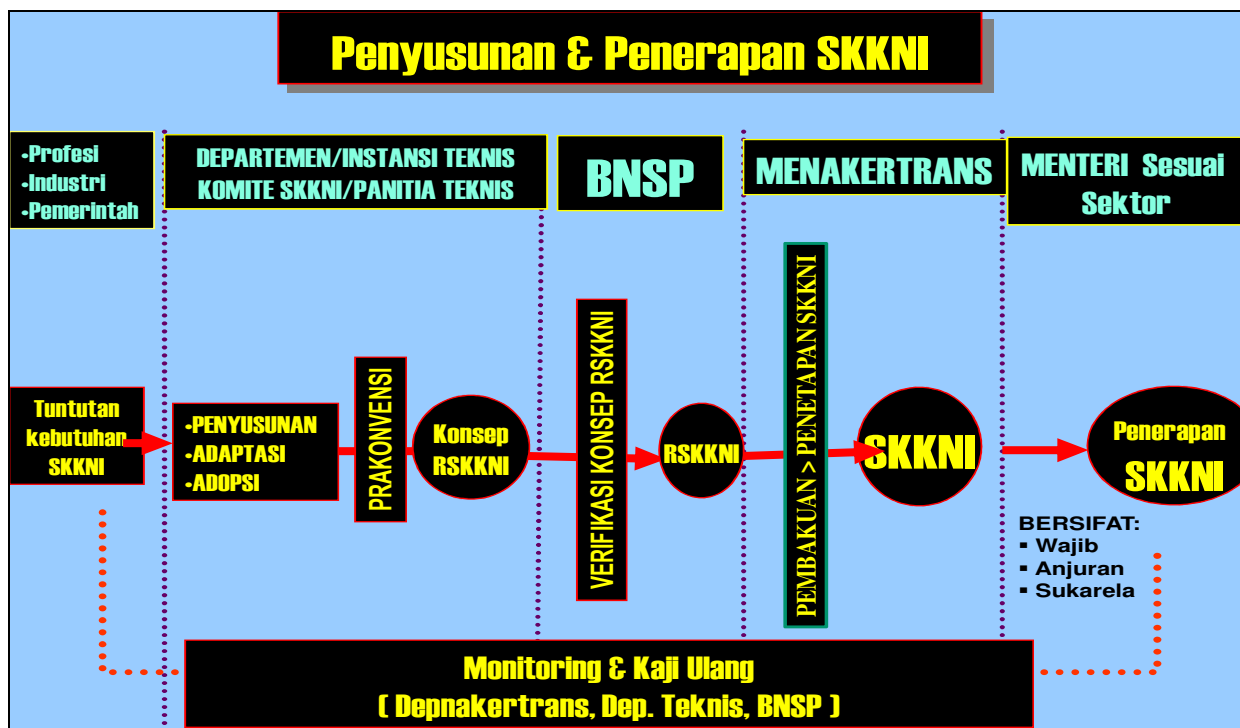 Penyusunan & Penerapan SKKNI
•Profesi
•Industri
•Pemerintah
DEPARTEMEN/INSTANSI TEKNIS
KOMITE SKKNI/PANITIA TEKNIS
BNSP
MENAKERTRANS
MENTERI Sesuai
Sektor
Tuntutan
kebutuhan
SKKNI
•PENYUSUNAN
•ADAPTASI
•ADOPSI
PRAKONVENSI
Konsep
RSKKNI
VERIFIKASI KONSEP RSKKNI
RSKKNI
PEMBAKUAN > PENETAPAN SKKNI
SKKNI
Penerapan
SKKNI
BERSIFAT:
▪ Wajib
▪ Anjuran
▪ Sukarela
Monitoring & Kaji Ulang
( Depnakertrans, Dep. Teknis, BNSP )